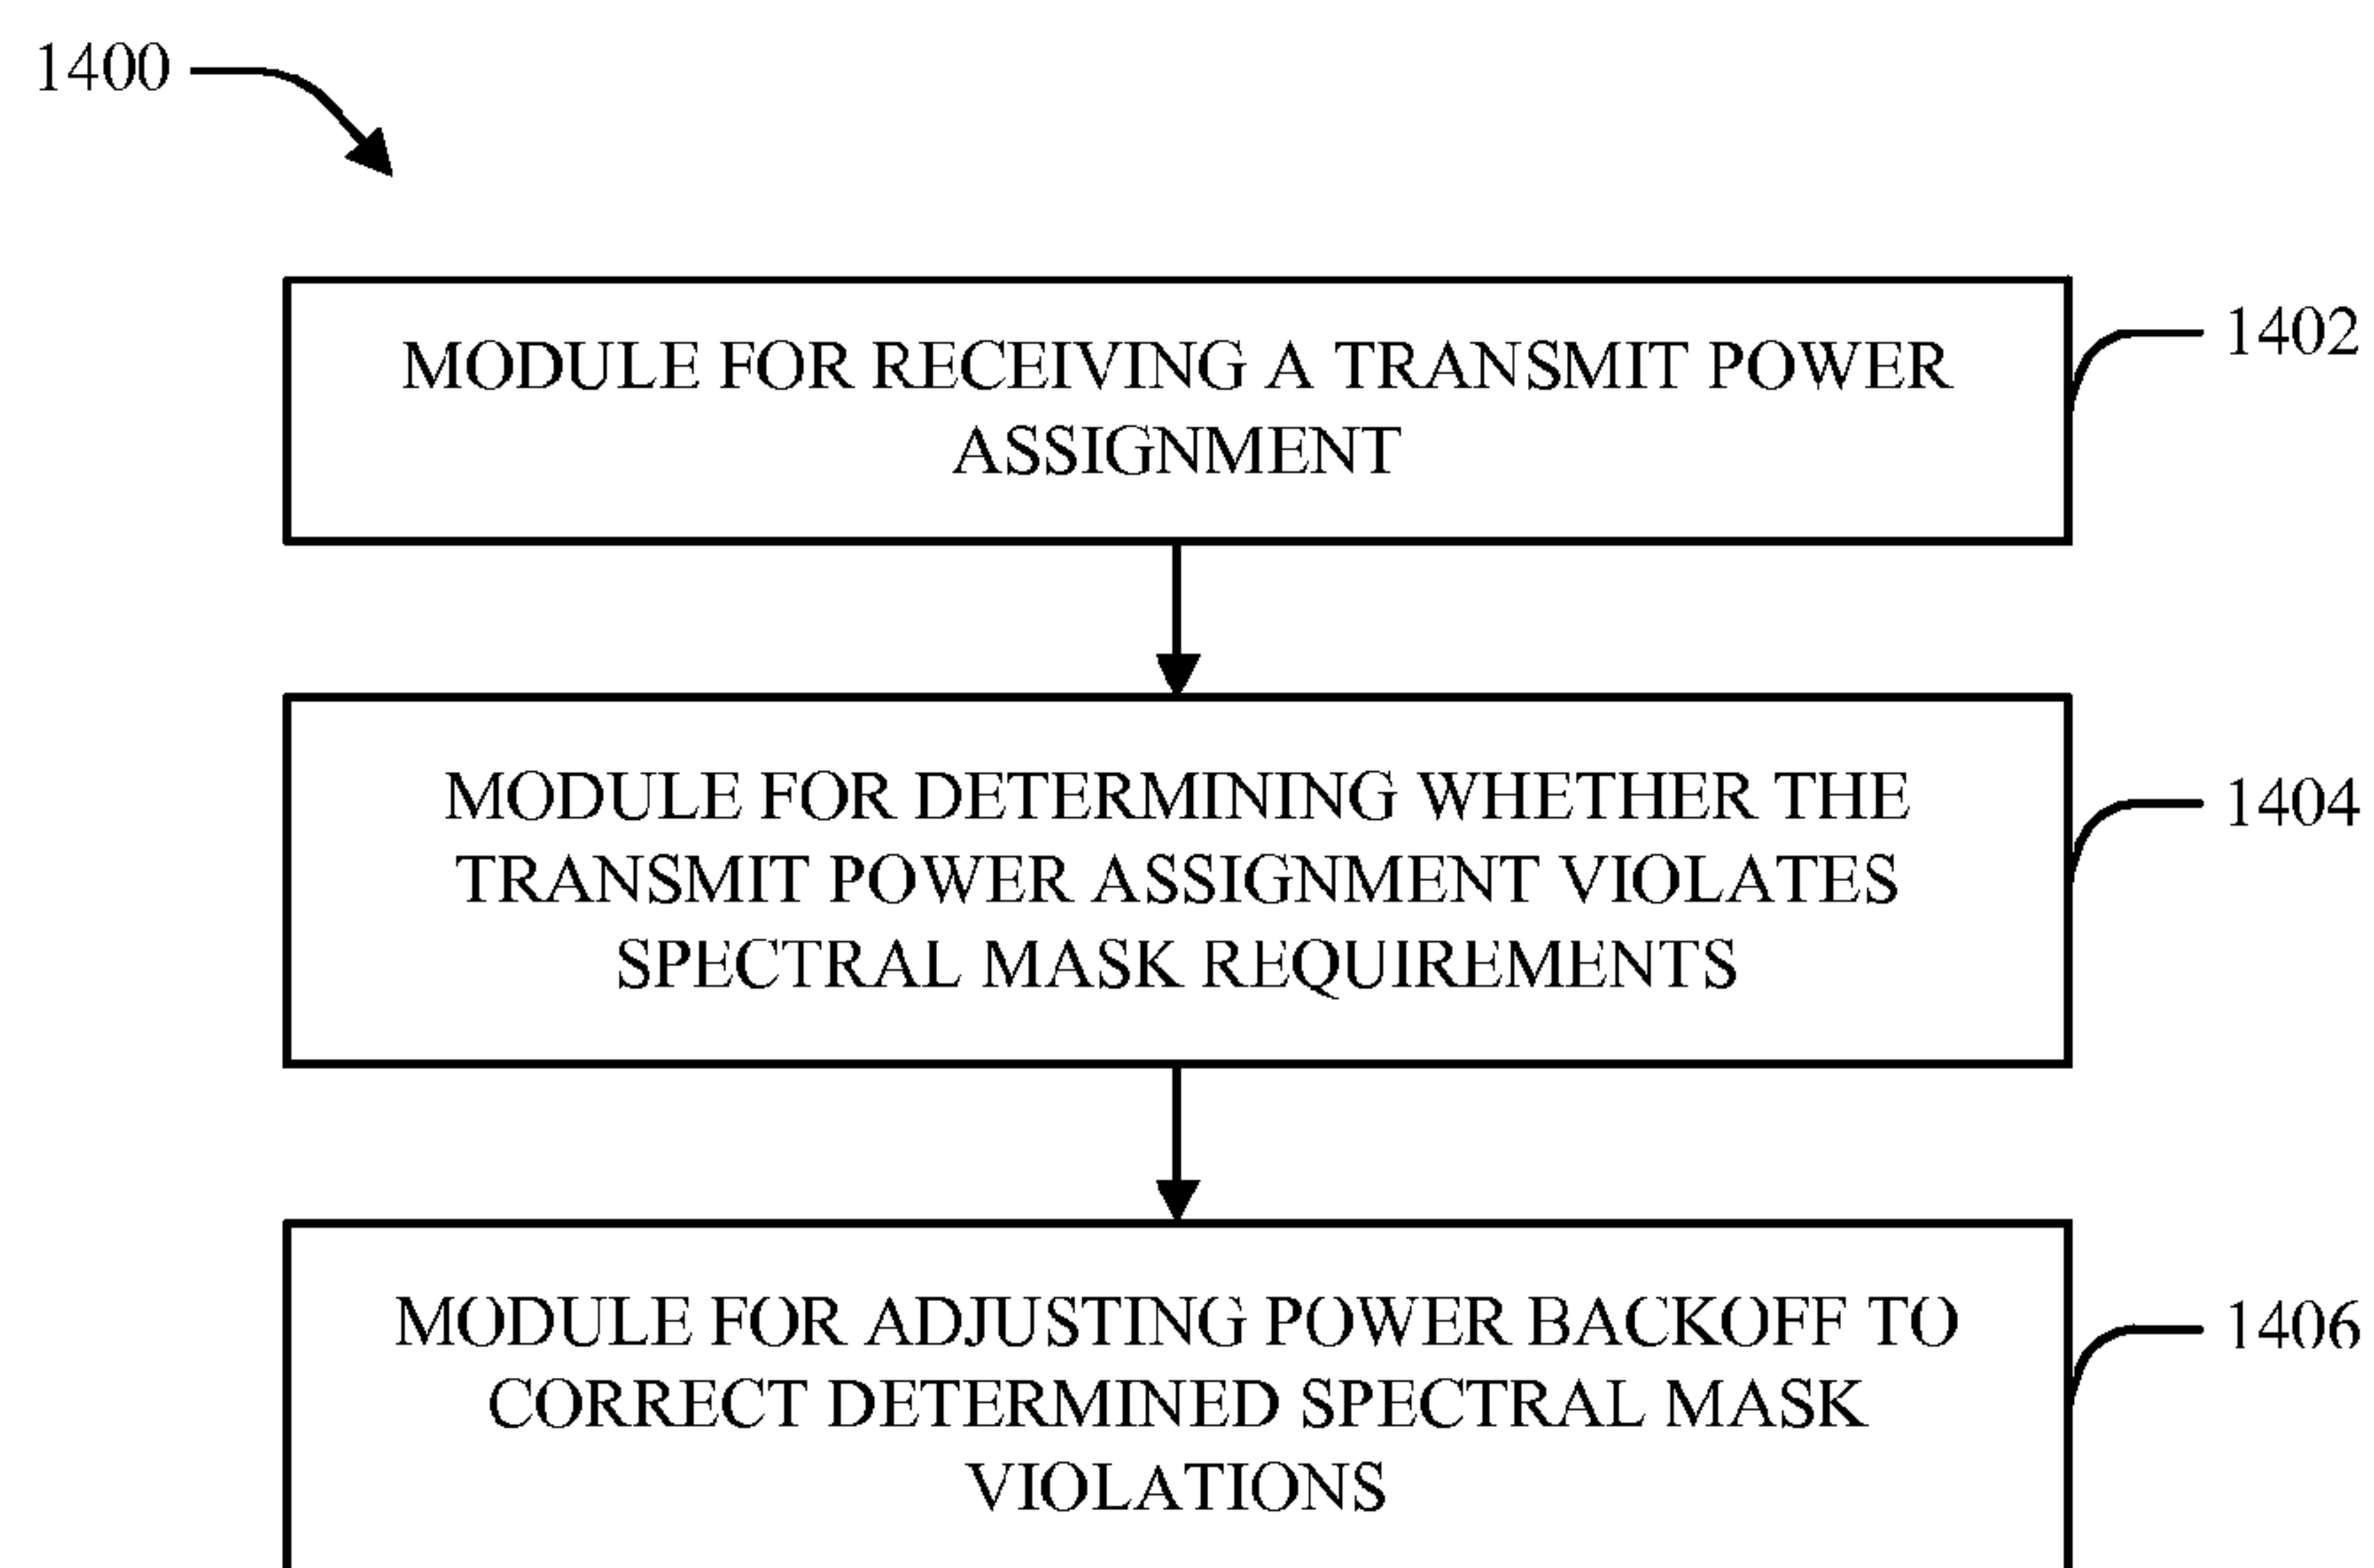 1400
MODULE FOR RECEIVING A TRANSMIT POWER
ASSIGNMENT
1402
MODULE FOR DETERMINING WHETHER THE
TRANSMIT POWER ASSIGNMENT VIOLATES
SPECTRAL MASK REQUIREMENTS
1404
MODULE FOR ADJUSTING POWER BACKOFF TO
CORRECT DETERMINED SPECTRAL MASK
VIOLATIONS
1406